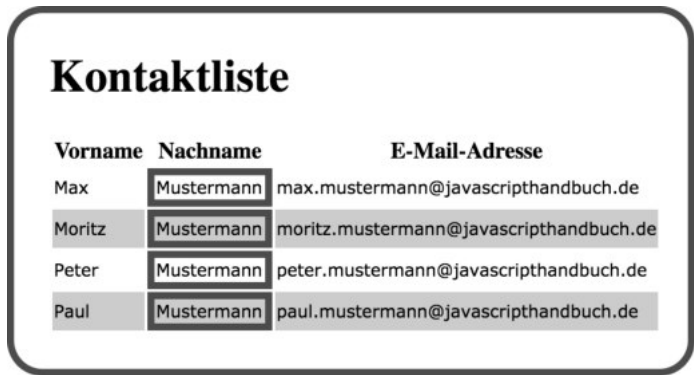 Kontaktliste
Vorname Nachname E-Mail-Adresse
Max Mustermann max.mustermann@javascripthandbuch.de
Moritz Mustermann moritz.mustermann@javascripthandbuch.de
Peter Mustermann peter.mustermann@javascripthandbuch.de
Paul Mustermann paul.mustermann@javascripthandbuch.de